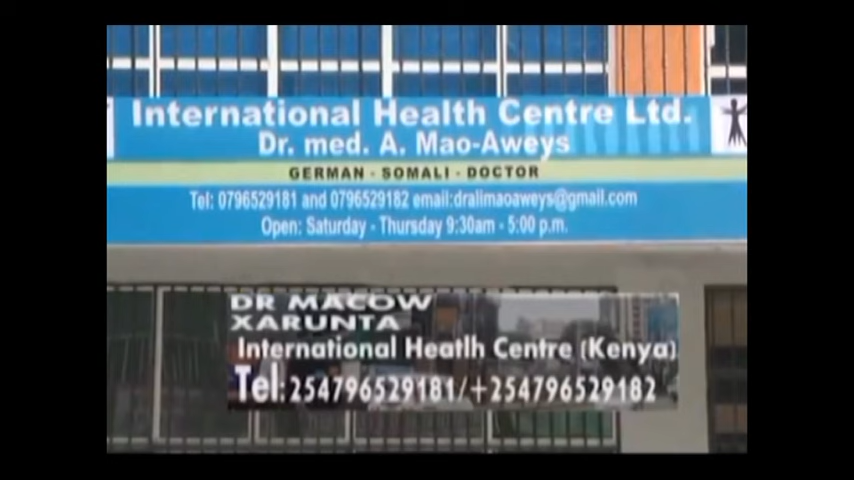 International Health Centre Ltd.
Dr. med. A. Mao-Aweys
GERMAN - SOMALI - DOCTOR
Tel: 0796529181 and 0796529182 email:dralimaoaweys@gmail.com
Open: Saturday - Thursday 9:30am - 5:00 p.m.
DR MACOW
XARUNTA
International Heatlh Centre (Kenya)
Tel:254796529181/+254796529182